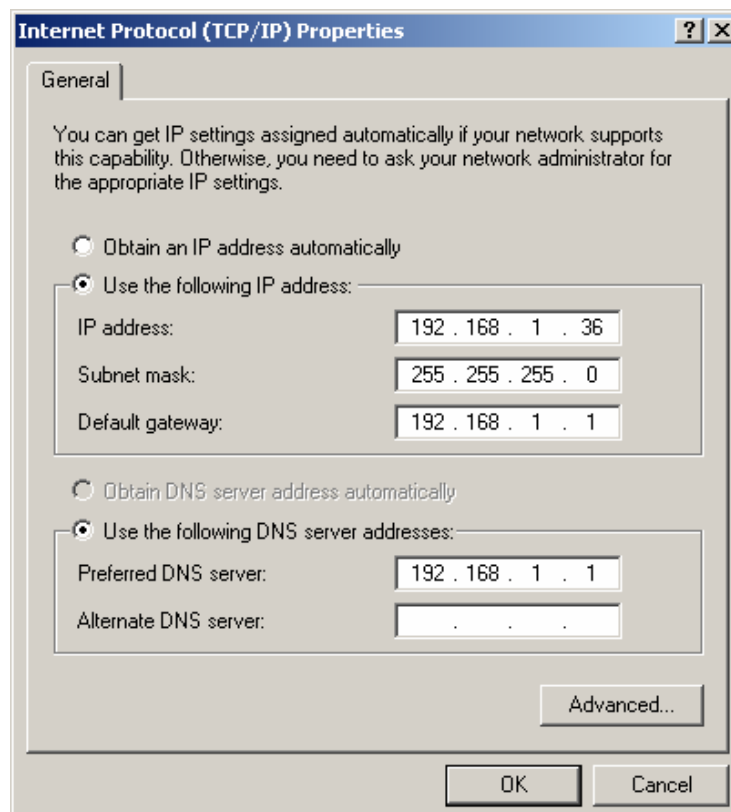 Internet Protocol (TCP/IP) Properties
General
You can get IP settings assigned automatically if your network supports
this capability. Otherwise, you need to ask your network administrator for
the appropriate IP settings.
Obtain an IP address automatically
Use the following IP address:
IP address: 192 . 168 . 1 . 36
Subnet mask: 255 . 255 . 255 . 0
Default gateway: 192 . 168 . 1 . 1
Obtain DNS server address automatically
Use the following DNS server addresses:
Preferred DNS server: 192 . 168 . 1 . 1
Alternate DNS server: . . .
Advanced...
OK Cancel